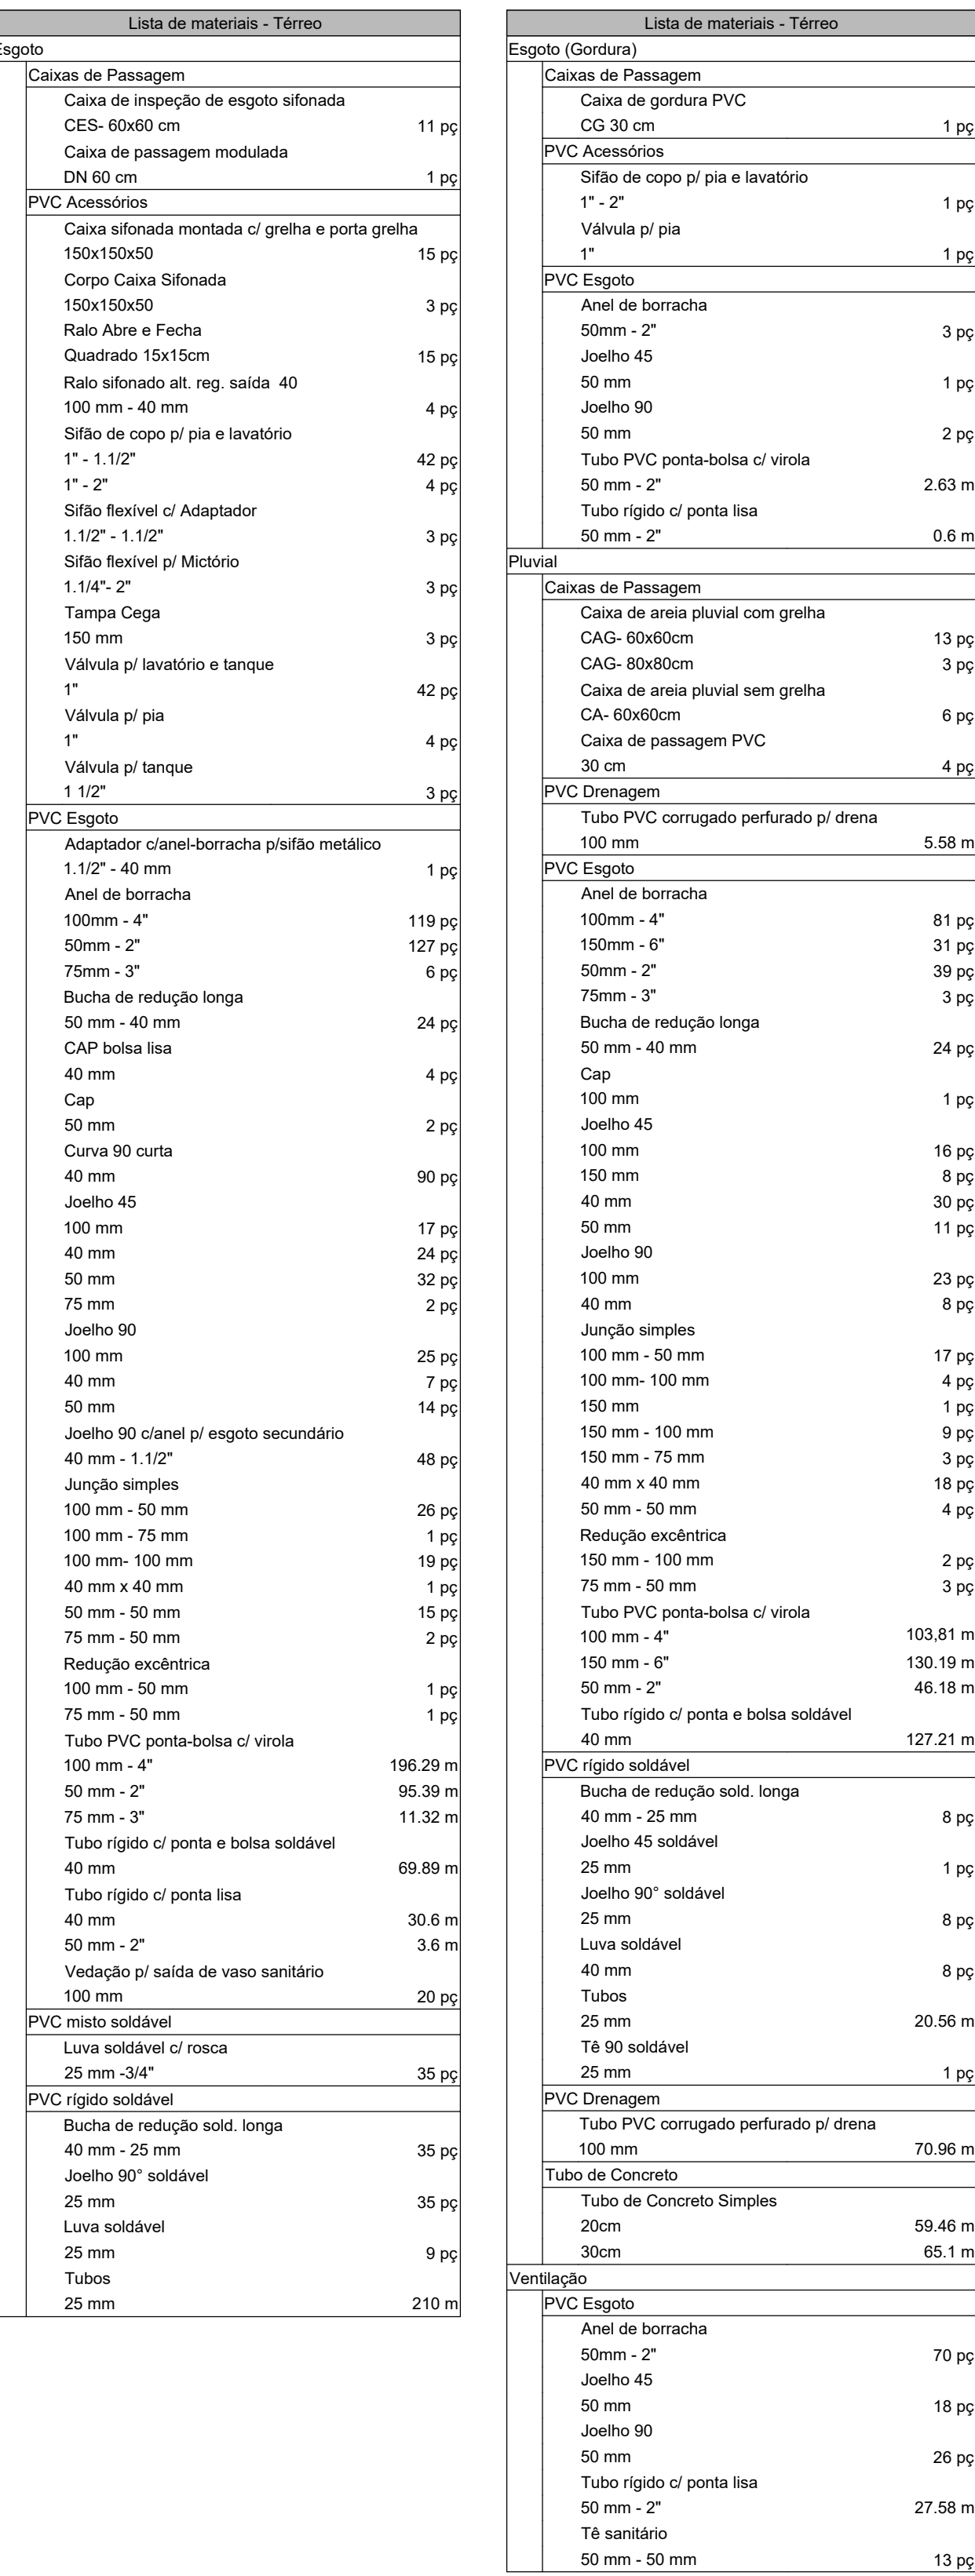 Lista de materiais - Térreo
Esgoto
Caixas de Passagem
Caixa de inspeção de esgoto sifonada
CES- 60x60 cm 11 pç
Caixa de passagem modulada
DN 60 cm 1 pç
PVC Acessórios
Caixa sifonada montada c/ grelha e porta grelha
150x150x50 15 pç
Corpo Caixa Sifonada
150x150x50 3 pç
Ralo Abre e Fecha
Quadrado 15x15cm 15 pç
Ralo sifonado alt. reg. saída 40
100 mm - 40 mm 4 pç
Sifão de copo p/ pia e lavatório
1" - 1.1/2" 42 pç
1" - 2" 4 pç
Sifão flexível c/ Adaptador
1.1/2" - 1.1/2" 3 pç
Sifão flexível p/ Mictório
1.1/4"- 2" 3 pç
Tampa Cega
150 mm 3 pç
Válvula p/ lavatório e tanque
1" 42 pç
Válvula p/ pia
1" 4 pç
Válvula p/ tanque
1 1/2" 3 pç
PVC Esgoto
Adaptador c/anel-borracha p/sifão metálico
1.1/2" - 40 mm 1 pç
Anel de borracha
100mm - 4" 119 pç
50mm - 2" 127 pç
75mm - 3" 6 pç
Bucha de redução longa
50 mm - 40 mm 24 pç
CAP bolsa lisa
40 mm 4 pç
Cap
50 mm 2 pç
Curva 90 curta
40 mm 90 pç
Joelho 45
100 mm 17 pç
40 mm 24 pç
50 mm 32 pç
75 mm 2 pç
Joelho 90
100 mm 25 pç
40 mm 7 pç
50 mm 14 pç
Joelho 90 c/anel p/ esgoto secundário
40 mm - 1.1/2" 48 pç
Junção simples
100 mm - 50 mm 26 pç
100 mm - 75 mm 1 pç
100 mm- 100 mm 19 pç
40 mm x 40 mm 1 pç
50 mm - 50 mm 15 pç
75 mm - 50 mm 2 pç
Redução excêntrica
100 mm - 50 mm 1 pç
75 mm - 50 mm 1 pç
Tubo PVC ponta-bolsa c/ virola
100 mm - 4" 196.29 m
50 mm - 2" 95.39 m
75 mm - 3" 11.32 m
Tubo rígido c/ ponta e bolsa soldável
40 mm 69.89 m
Tubo rígido c/ ponta lisa
40 mm 30.6 m
50 mm - 2" 3.6 m
Vedação p/ saída de vaso sanitário
100 mm 20 pç
PVC misto soldável
Luva soldável c/ rosca
25 mm -3/4" 35 pç
PVC rígido soldável
Bucha de redução sold. longa
40 mm - 25 mm 35 pç
Joelho 90° soldável
25 mm 35 pç
Luva soldável
25 mm 9 pç
Tubos
25 mm 210 m
Lista de materiais - Térreo
Esgoto (Gordura)
Caixas de Passagem
Caixa de gordura PVC
CG 30 cm 1 pç
PVC Acessórios
Sifão de copo p/ pia e lavatório
1" - 2" 1 pç
Válvula p/ pia
1" 1 pç
PVC Esgoto
Anel de borracha
50mm - 2" 3 pç
Joelho 45
50 mm 1 pç
Joelho 90
50 mm 2 pç
Tubo PVC ponta-bolsa c/ virola
50 mm - 2" 2.63 m
Tubo rígido c/ ponta lisa
50 mm - 2" 0.6 m
Pluvial
Caixas de Passagem
Caixa de areia pluvial com grelha
CAG- 60x60cm 13 pç
CAG- 80x80cm 3 pç
Caixa de areia pluvial sem grelha
CA- 60x60cm 6 pç
Caixa de passagem PVC
30 cm 4 pç
PVC Drenagem
Tubo PVC corrugado perfurado p/ drena
100 mm 5.58 m
PVC Esgoto
Anel de borracha
100mm - 4" 81 pç
150mm - 6" 31 pç
50mm - 2" 39 pç
75mm - 3" 3 pç
Bucha de redução longa
50 mm - 40 mm 24 pç
Cap
100 mm 1 pç
Joelho 45
100 mm 16 pç
150 mm 8 pç
40 mm 30 pç
50 mm 11 pç
Joelho 90
100 mm 23 pç
40 mm 8 pç
Junção simples
100 mm - 50 mm 17 pç
100 mm- 100 mm 4 pç
150 mm 1 pç
150 mm - 100 mm 9 pç
150 mm - 75 mm 3 pç
40 mm x 40 mm 18 pç
50 mm - 50 mm 4 pç
Redução excêntrica
150 mm - 100 mm 2 pç
75 mm - 50 mm 3 pç
Tubo PVC ponta-bolsa c/ virola
100 mm - 4" 103,81 m
150 mm - 6" 130.19 m
50 mm - 2" 46.18 m
Tubo rígido c/ ponta e bolsa soldável
40 mm 127.21 m
PVC rígido soldável
Bucha de redução sold. longa
40 mm - 25 mm 8 pç
Joelho 45 soldável
25 mm 1 pç
Joelho 90° soldável
25 mm 8 pç
Luva soldável
40 mm 8 pç
Tubos
25 mm 20.56 m
Tê 90 soldável
25 mm 1 pç
PVC Drenagem
Tubo PVC corrugado perfurado p/ drena
100 mm 70.96 m
Tubo de Concreto
Tubo de Concreto Simples
20cm 59.46 m
30cm 65.1 m
Ventilação
PVC Esgoto
Anel de borracha
50mm - 2" 70 pç
Joelho 45
50 mm 18 pç
Joelho 90
50 mm 26 pç
Tubo rígido c/ ponta lisa
50 mm - 2" 27.58 m
Tê sanitário
50 mm - 50 mm 13 pç